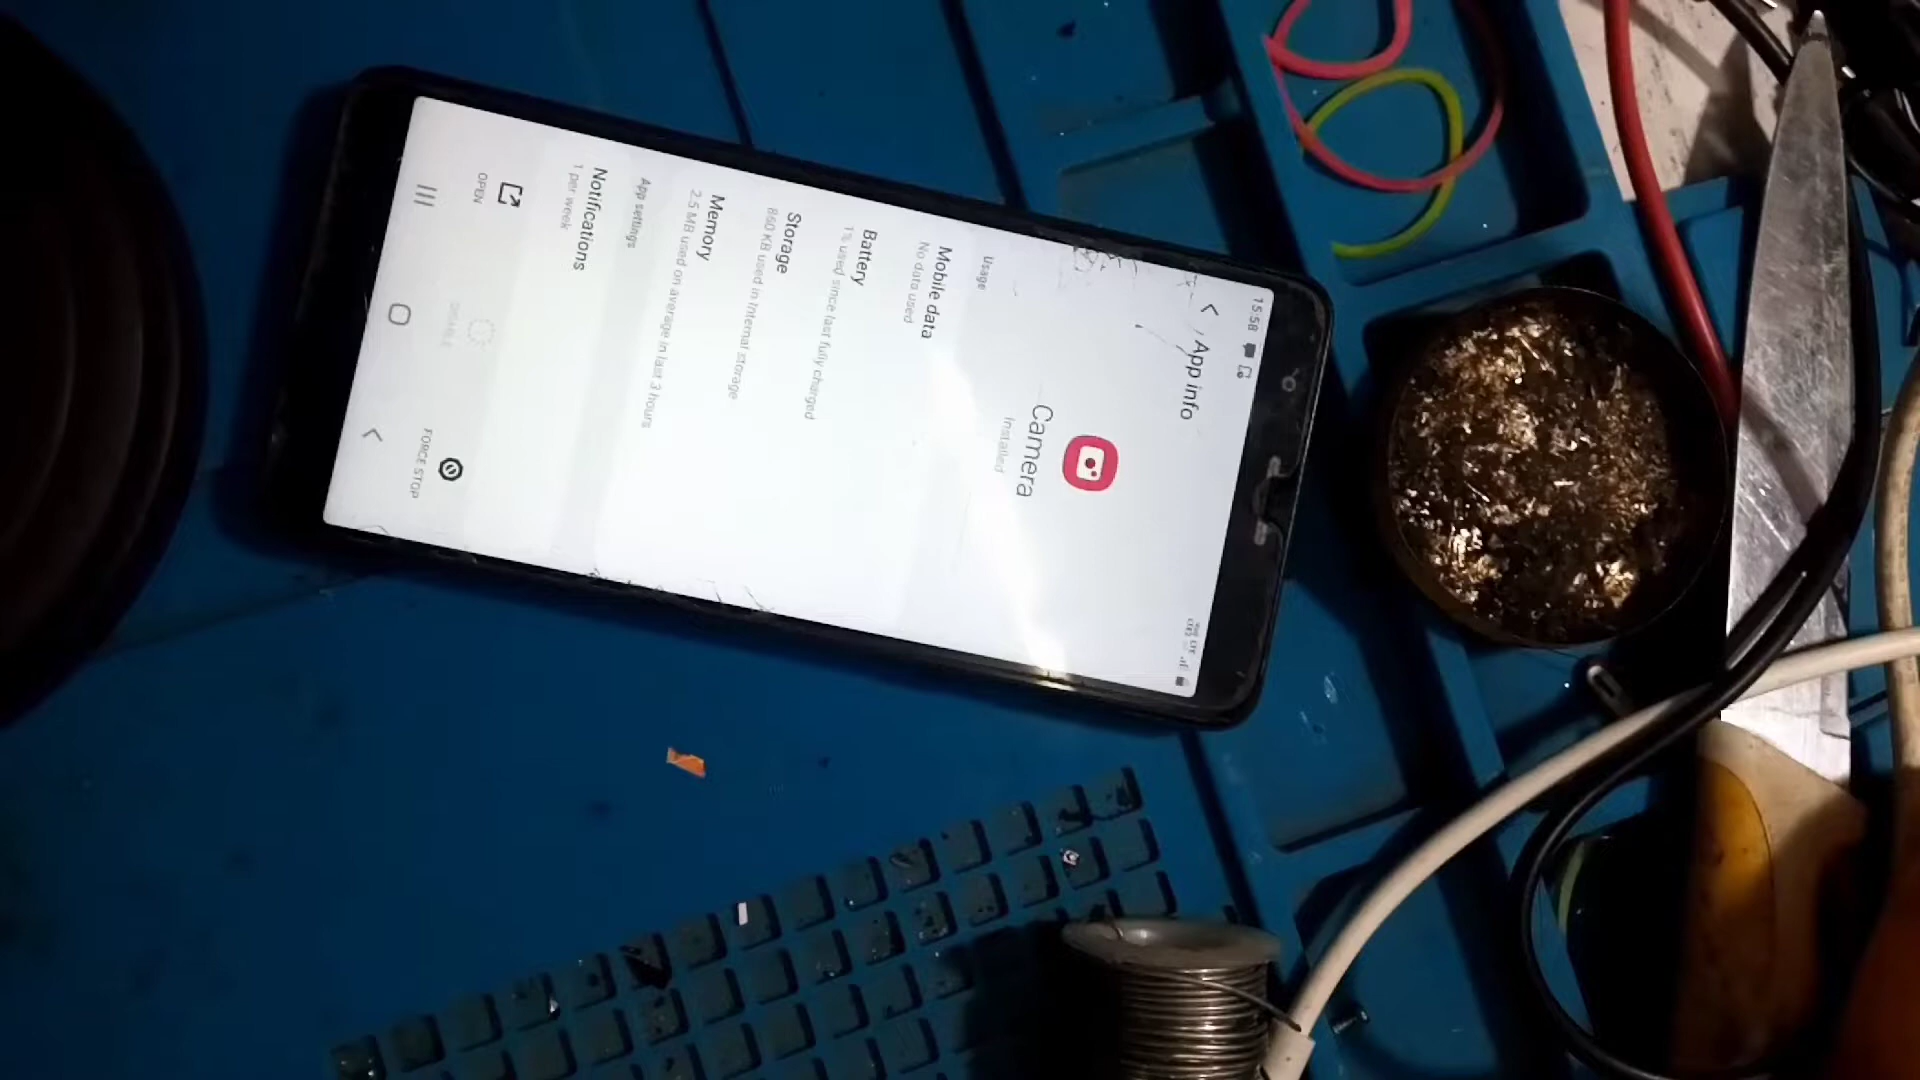 15:58
App info
Camera
Installed
Usage
Mobile data
No data used
Battery
1% used since last fully charged
Storage
860 KB used in Internal storage
Memory
2.5 MB used on average in last 3 hours
App settings
Notifications
1 per week
OPEN
DISABLE
FORCE STOP